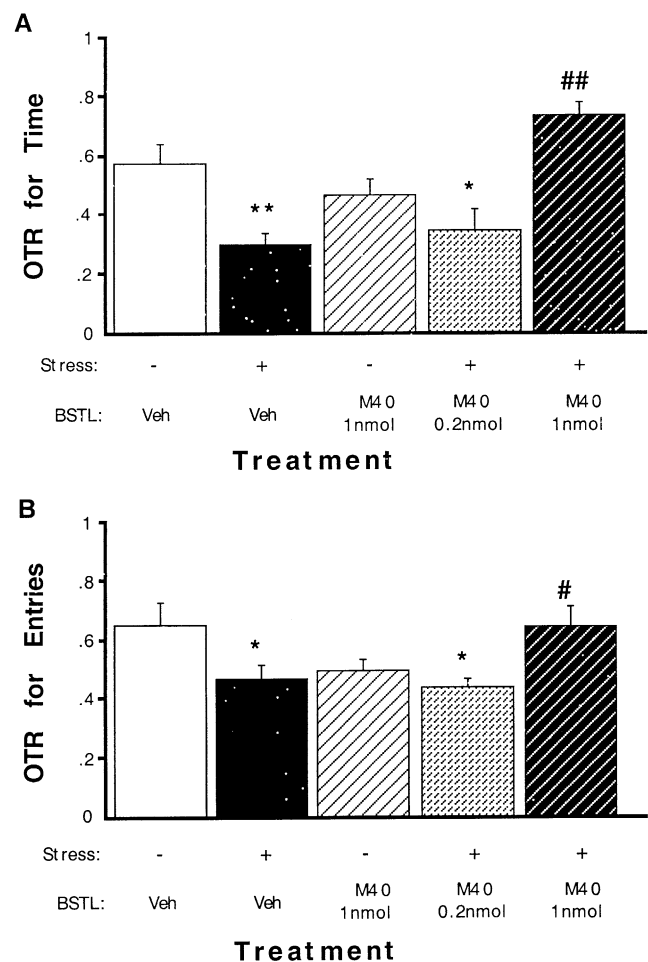 A
OTR for Time
1
.8
.6
.4
.2
0
**
*
##
Stress: - + - + +
BSTL: Veh Veh M40 1nmol M40 0.2nmol M40 1nmol
Treatment
B
OTR for Entries
1
.8
.6
.4
.2
0
*
*
#
Stress: - + - + +
BSTL: Veh Veh M40 1nmol M40 0.2nmol M40 1nmol
Treatment